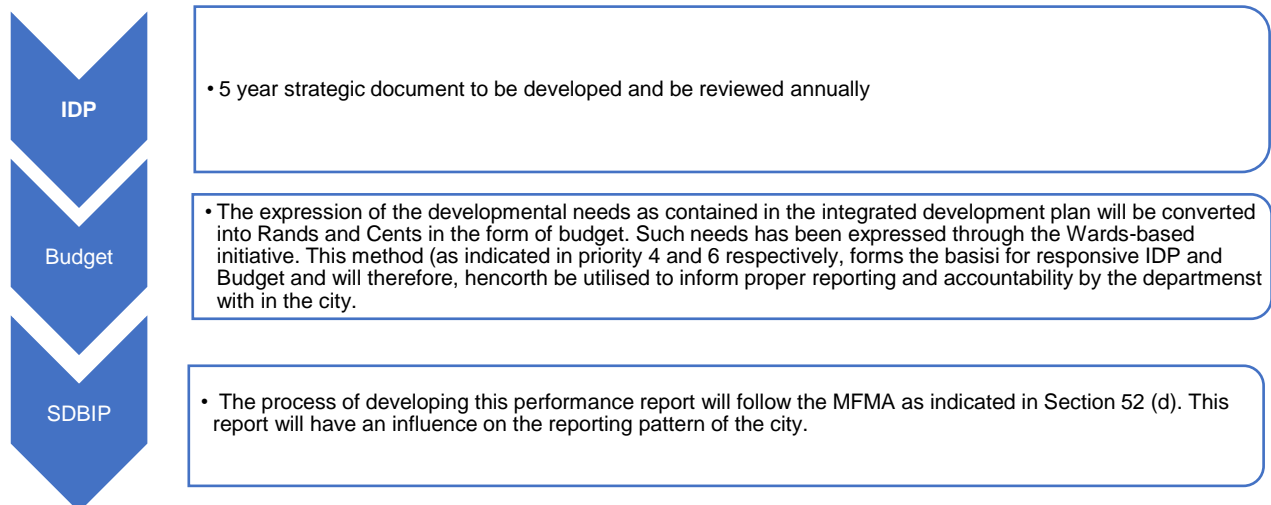 IDP
• 5 year strategic document to be developed and be reviewed annually
Budget
• The expression of the developmental needs as contained in the integrated development plan will be converted
into Rands and Cents in the form of budget. Such needs has been expressed through the Wards-based
initiative. This method (as indicated in priority 4 and 6 respectively, forms the basisi for responsive IDP and
Budget and will therefore, hencorth be utilised to inform proper reporting and accountability by the departmenst
with in the city.
SDBIP
• The process of developing this performance report will follow the MFMA as indicated in Section 52 (d). This
report will have an influence on the reporting pattern of the city.